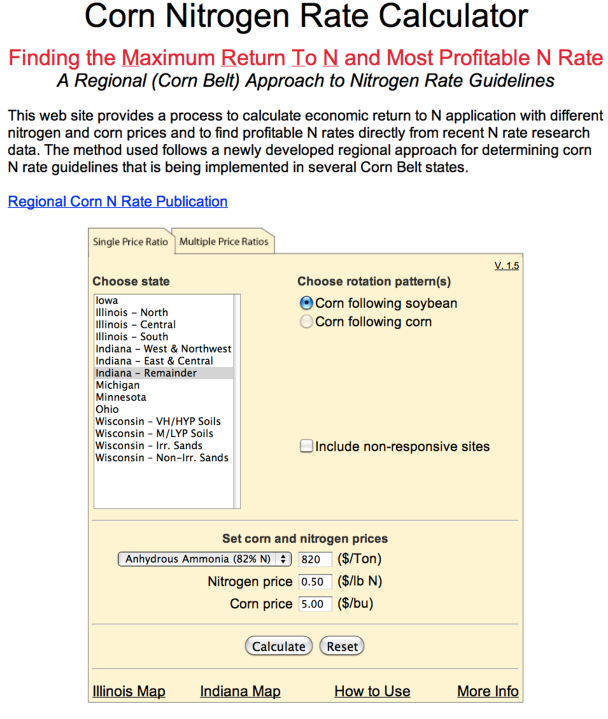 Corn Nitrogen Rate Calculator
Finding the Maximum Return To N and Most Profitable N Rate
A Regional (Corn Belt) Approach to Nitrogen Rate Guidelines
This web site provides a process to calculate economic return to N application with different
nitrogen and corn prices and to find profitable N rates directly from recent N rate research
data. The method used follows a newly developed regional approach for determining corn
N rate guidelines that is being implemented in several Corn Belt states.
Regional Corn N Rate Publication
Single Price Ratio Multiple Price Ratios
V. 1.5
Choose state
Iowa
Illinois - North
Illinois - Central
Illinois - South
Indiana - West & Northwest
Indiana - East & Central
Indiana - Remainder
Michigan
Minnesota
Ohio
Wisconsin - VH/HYP Soils
Wisconsin - M/LYP Soils
Wisconsin - Irr. Sands
Wisconsin - Non-Irr. Sands
Choose rotation pattern(s)
Corn following soybean
Corn following corn
Include non-responsive sites
Set corn and nitrogen prices
Anhydrous Ammonia (82% N) 820 ($/Ton)
Nitrogen price 0.50 ($/lb N)
Corn price 5.00 ($/bu)
Calculate Reset
Illinois Map Indiana Map How to Use More Info